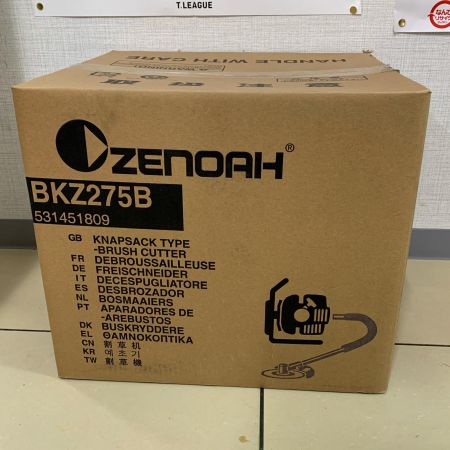 T.LEAGUE
HANDLE WITH CARE
ZENOAH®
BKZ275B
531451809
GB KNAPSACK TYPE
-BRUSH CUTTER
FR DEBROUSSAILLEUSE
DE FREISCHNEIDER
IT DECESPUGLIATORE
ES DESBROZADOR
NL BOSMAAIERS
PT APARADORES DE
-AREBUSTOS
DK BUSKRYDDERE
EL ΘΑΜΝΟΚΟΠΤΙΚΑ
CN 割草机
KR 예초기
TW 割草機